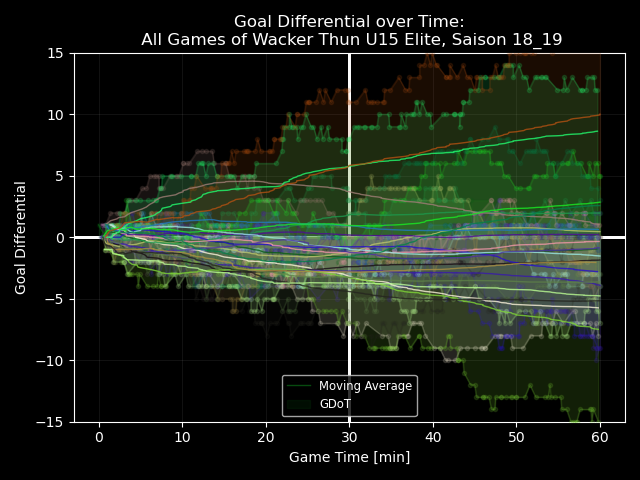 Goal Differential over Time:
All Games of Wacker Thun U15 Elite, Saison 18_19
15
10
5
0
−5
−10
−15
Goal Differential
0
10
20
30
40
50
60
Game Time [min]
Moving Average
GDoT